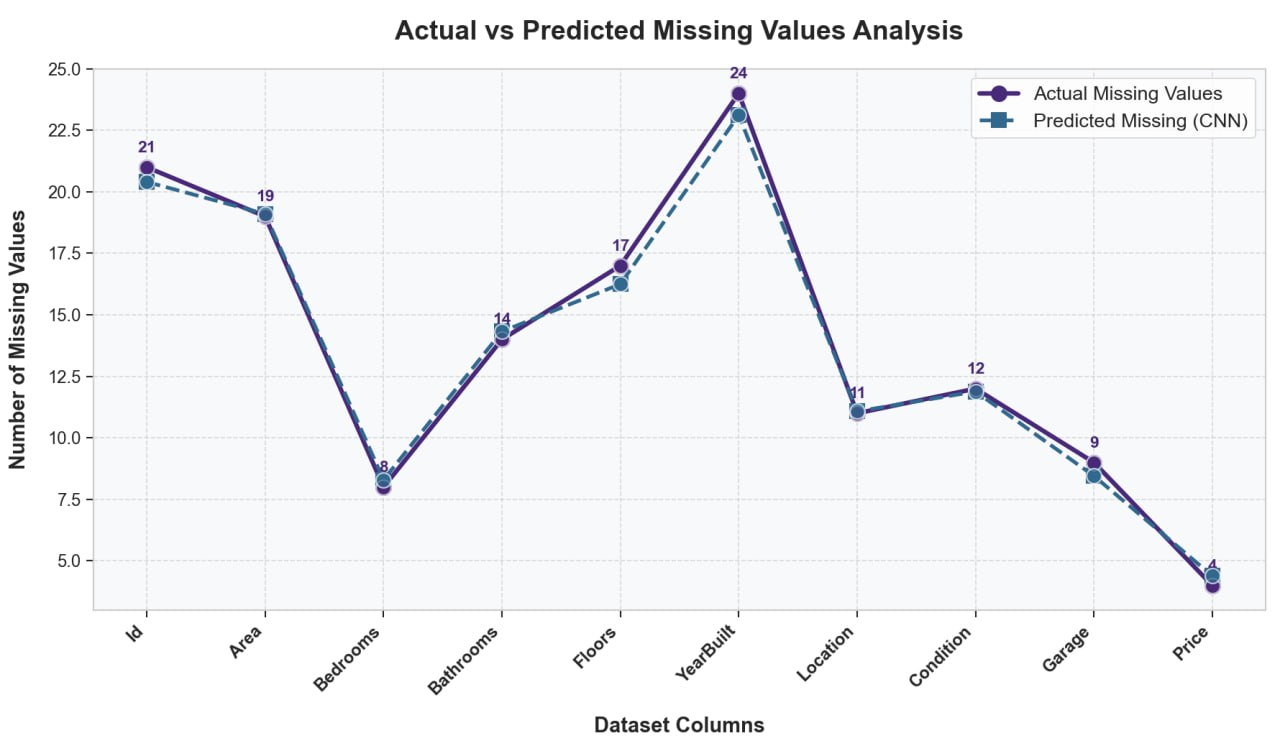 Actual vs Predicted Missing Values Analysis
Actual Missing Values
Predicted Missing (CNN)
Number of Missing Values
25.0
22.5
20.0
17.5
15.0
12.5
10.0
7.5
5.0
21
19
8
14
17
24
11
12
9
4
Id
Area
Bedrooms
Bathrooms
Floors
YearBuilt
Location
Condition
Garage
Price
Dataset Columns